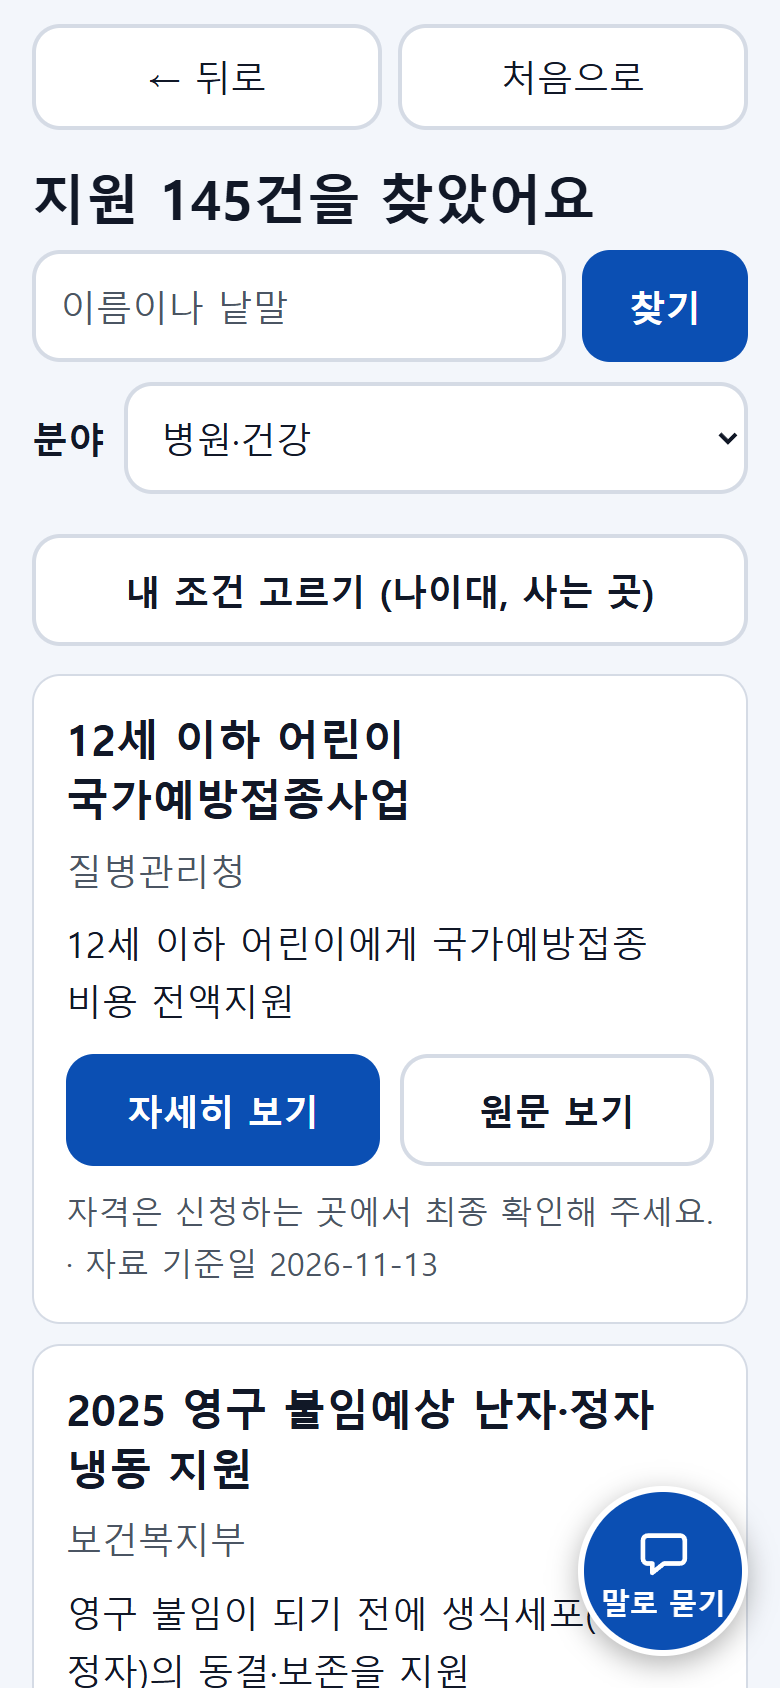 ← 뒤로
처음으로
지원 145건을 찾았어요
이름이나 낱말
찾기
분야
병원·건강
내 조건 고르기 (나이대, 사는 곳)
12세 이하 어린이
국가예방접종사업
질병관리청
12세 이하 어린이에게 국가예방접종
비용 전액지원
자세히 보기
원문 보기
자격은 신청하는 곳에서 최종 확인해 주세요.
· 자료 기준일 2026-11-13
2025 영구 불임예상 난자·정자
냉동 지원
보건복지부
영구 불임이 되기 전에 생식세포(
정자)의 동결·보존을 지원
말로 묻기